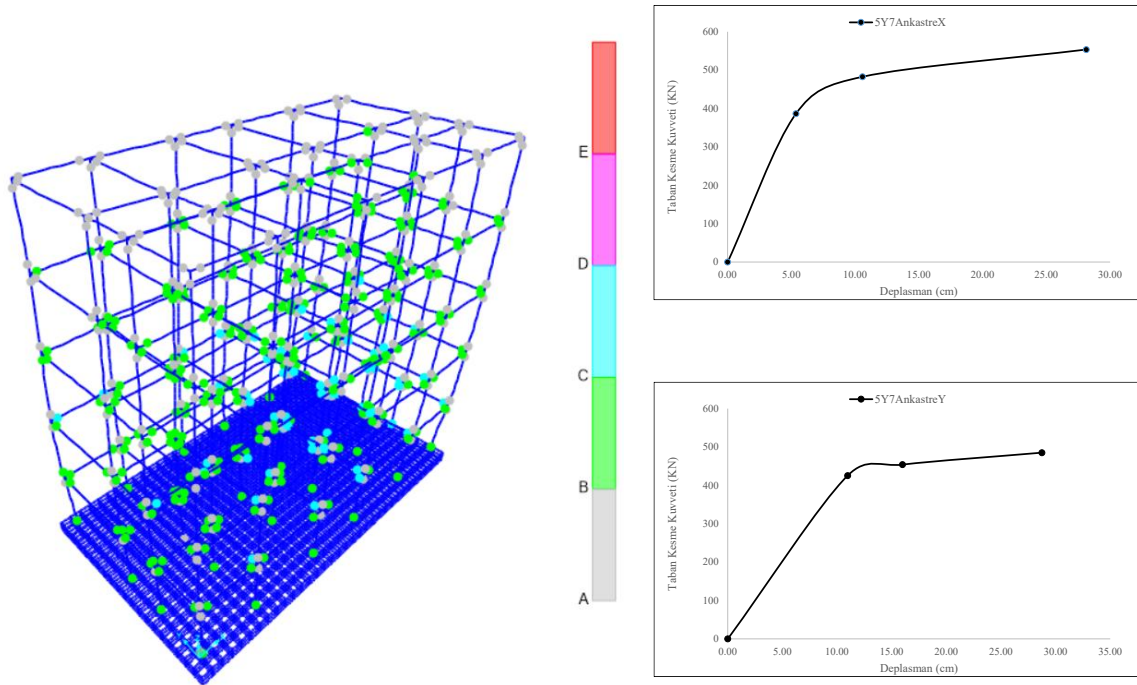 E
D
C
B
A
5Y7AnkastreX
Taban Kesme Kuvveti (KN)
600
500
400
300
200
100
0
0.00 5.00 10.00 15.00 20.00 25.00 30.00
Deplasman (cm)
5Y7AnkastreY
Taban Kesme Kuvveti (KN)
600
500
400
300
200
100
0
0.00 5.00 10.00 15.00 20.00 25.00 30.00 35.00
Deplasman (cm)